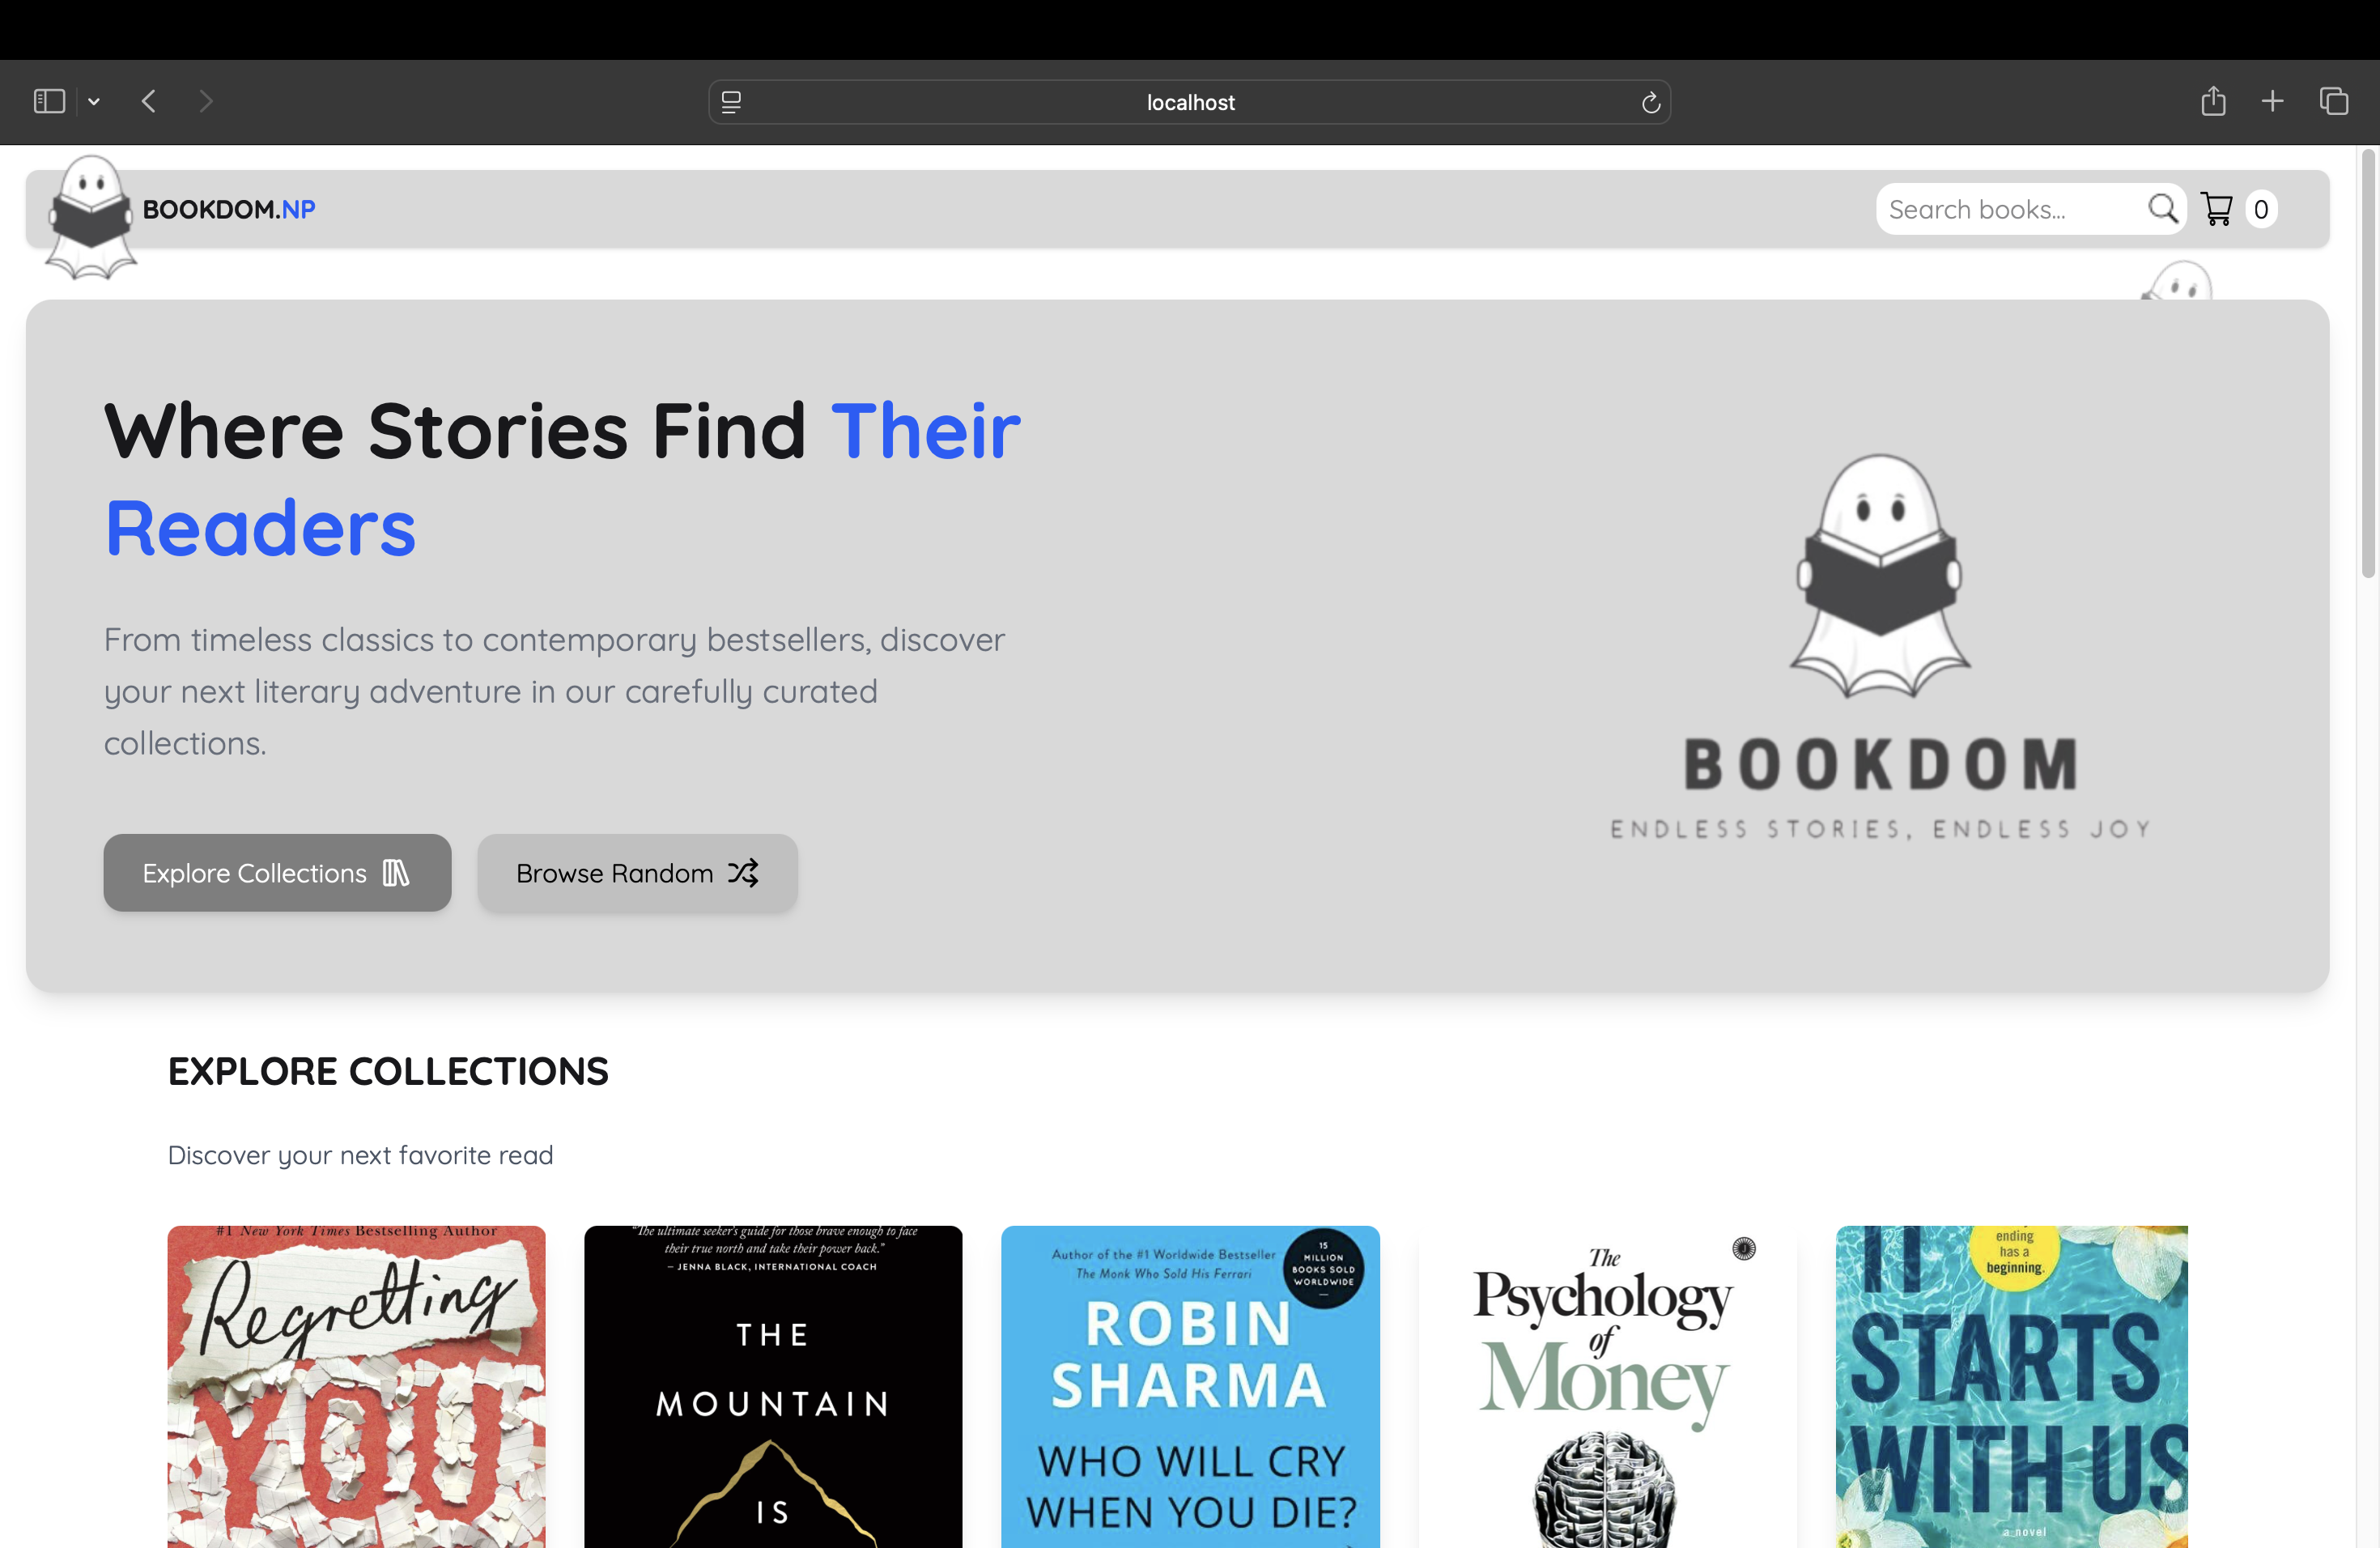 localhost
BOOKDOM.NP
Search books...
0
Where Stories Find Their
Readers
From timeless classics to contemporary bestsellers, discover
your next literary adventure in our carefully curated
collections.
Explore Collections
Browse Random
BOOKDOM
ENDLESS STORIES, ENDLESS JOY
EXPLORE COLLECTIONS
Discover your next favorite read
#1 New York Times Bestselling Author
Regretting
YOU
"The ultimate seeker's guide for those brave enough to face
their true north and take their power back."
– JENNA BLACK, INTERNATIONAL COACH
THE
MOUNTAIN
IS
Author of the #1 Worldwide Bestseller
The Monk Who Sold His Ferrari
15
MILLION
BOOKS SOLD
WORLDWIDE
ROBIN
SHARMA
WHO WILL CRY
WHEN YOU DIE?
The
Psychology
of
Money
ending
has a
beginning.
IT
STARTS
WITH US
a novel